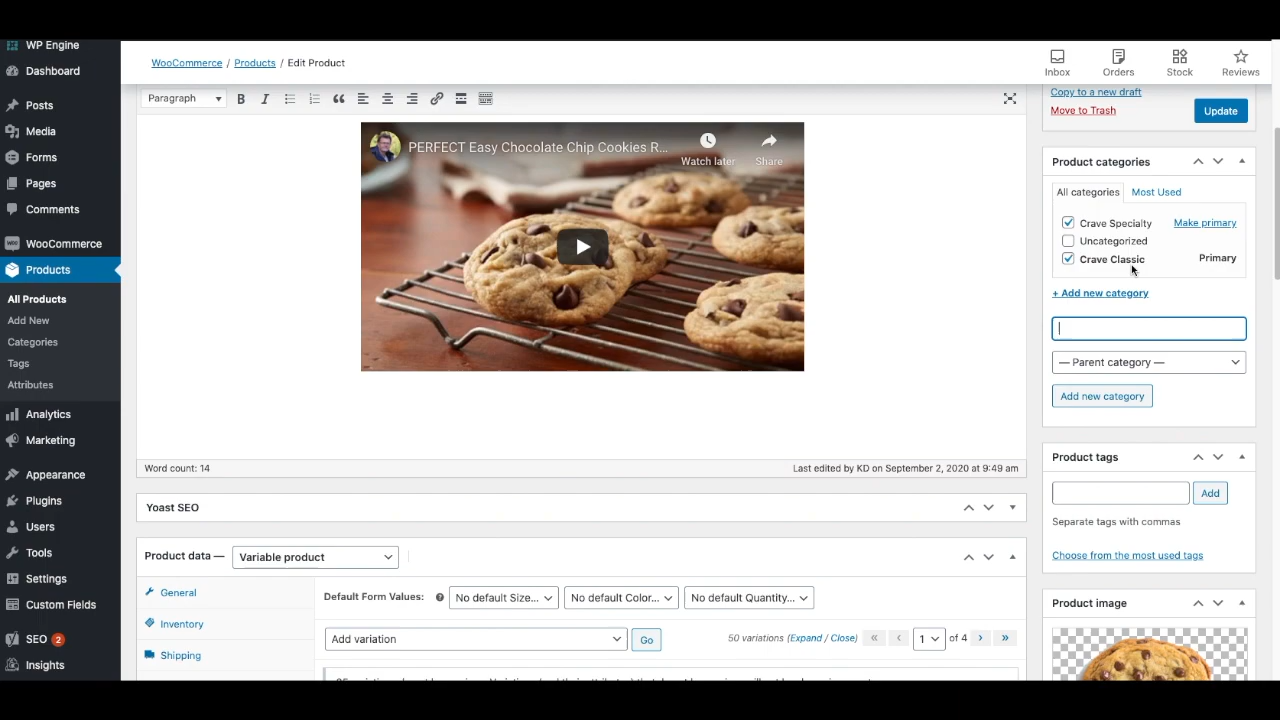 WP Engine
Dashboard
Posts
Media
Forms
Pages
Comments
WooCommerce
Products
All Products
Add New
Categories
Tags
Attributes
Analytics
Marketing
Appearance
Plugins
Users
Tools
Settings
Custom Fields
SEO 2
Insights
WooCommerce / Products / Edit Product
Inbox
Orders
Stock
Reviews
Paragraph
PERFECT Easy Chocolate Chip Cookies R...
Watch later
Share
Word count: 14
Last edited by KD on September 2, 2020 at 9:49 am
Yoast SEO
Product data — Variable product
General
Inventory
Shipping
Default Form Values: No default Size... No default Color... No default Quantity...
Add variation Go 50 variations (Expand / Close) « ‹ 1 of 4 › »
Copy to a new draft
Move to Trash
Update
Product categories
All categories Most Used
Crave Specialty Make primary
Uncategorized
Crave Classic Primary
+ Add new category
— Parent category —
Add new category
Product tags
Add
Separate tags with commas
Choose from the most used tags
Product image